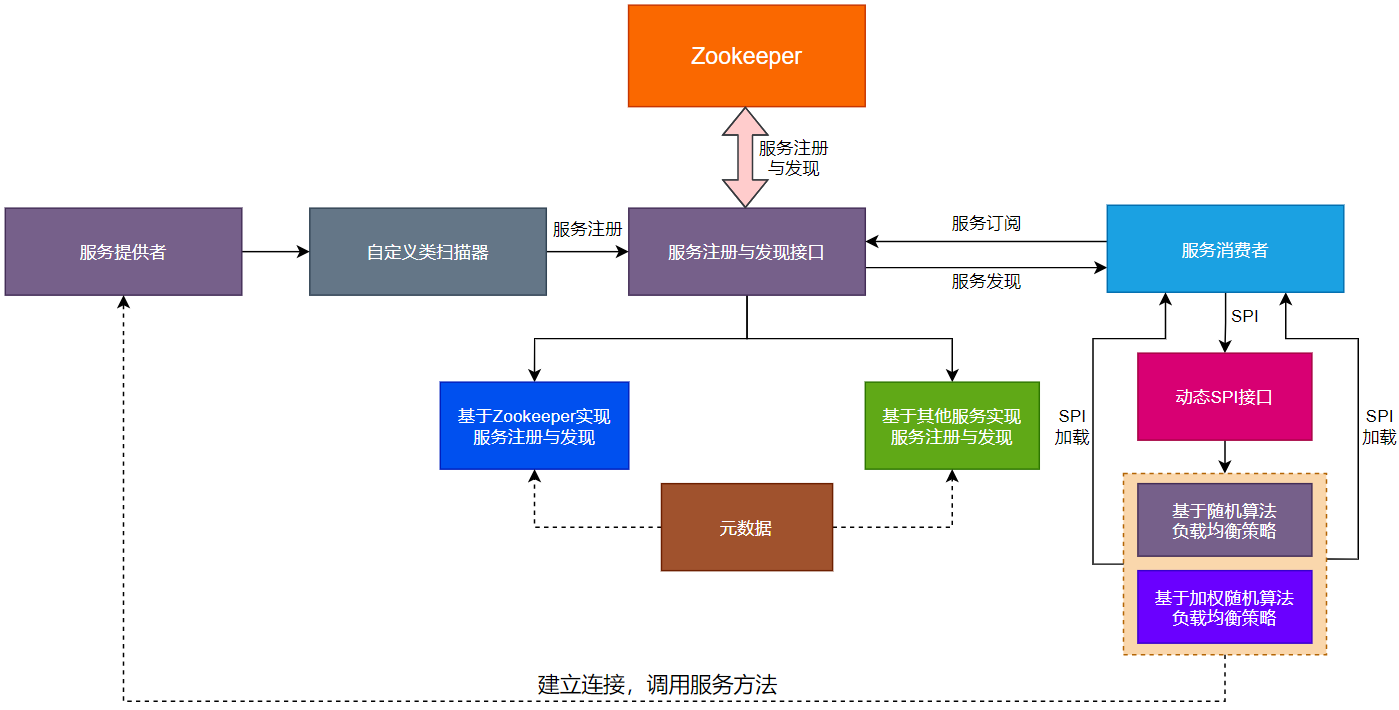 Zookeeper
服务注册
与发现
服务提供者
自定义类扫描器
服务注册
服务注册与发现接口
服务订阅
服务发现
服务消费者
SPI
动态SPI接口
SPI
加载
SPI
加载
基于Zookeeper实现
服务注册与发现
基于其他服务实现
服务注册与发现
元数据
基于随机算法
负载均衡策略
基于加权随机算法
负载均衡策略
建立连接，调用服务方法